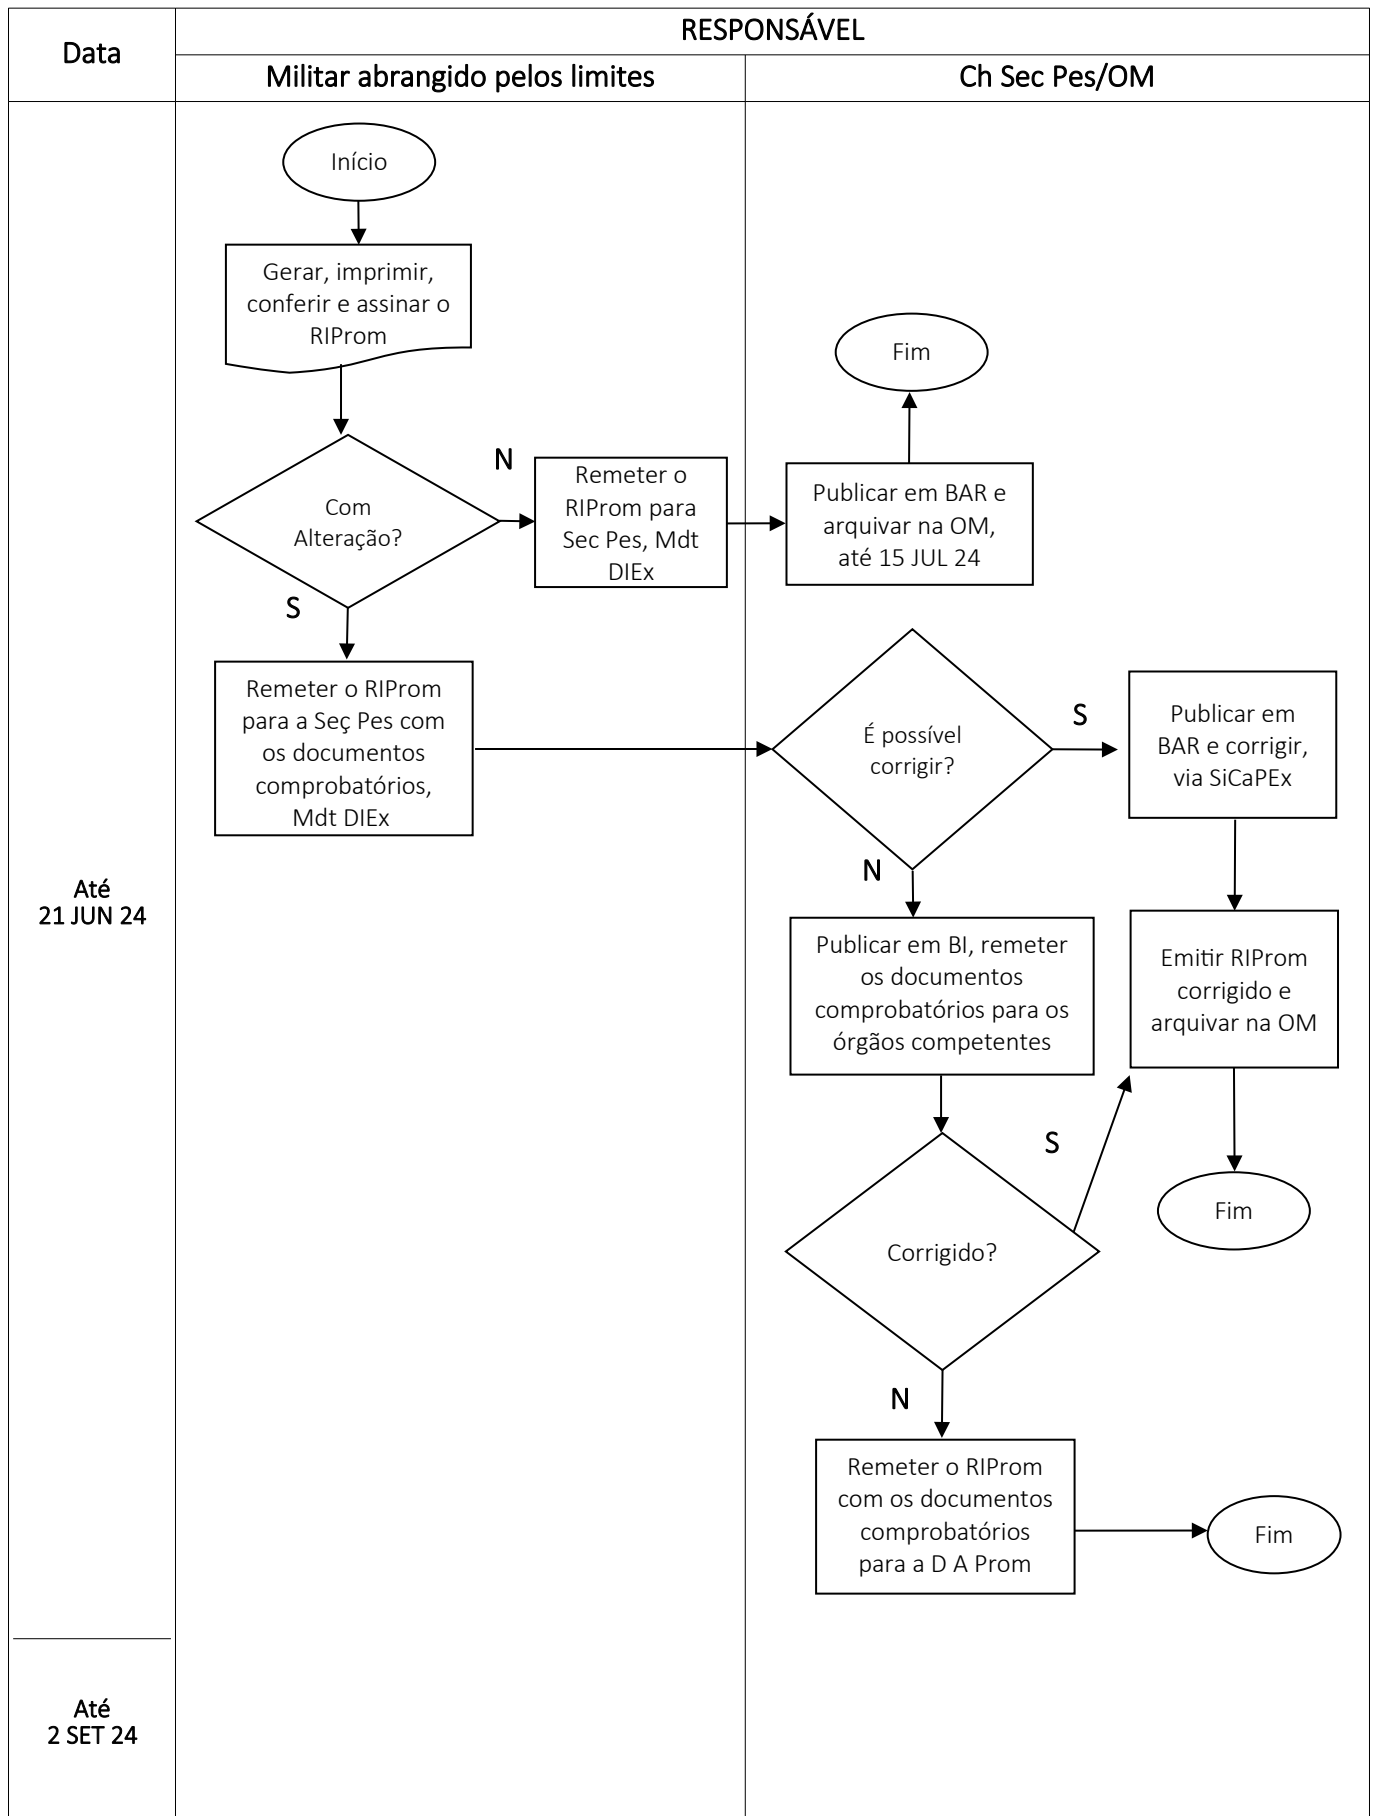 RESPONSÁVEL
Data
Militar abrangido pelos limites
Ch Sec Pes/OM
Início
Gerar, imprimir,
conferir e assinar o
RIProm
Fim
Com
Alteração?
N
Remeter o
RIProm para
Sec Pes, Mdt
DIEx
Publicar em BAR e
arquivar na OM,
até 15 JUL 24
S
Remeter o RIProm
para a Seç Pes com
os documentos
comprobatórios,
Mdt DIEx
É possível
corrigir?
S
Publicar em
BAR e corrigir,
via SiCaPEx
N
Até
21 JUN 24
Publicar em BI, remeter
os documentos
comprobatórios para os
órgãos competentes
Emitir RIProm
corrigido e
arquivar na OM
S
Fim
Corrigido?
N
Remeter o RIProm
com os documentos
comprobatórios
para a D A Prom
Fim
Até
2 SET 24